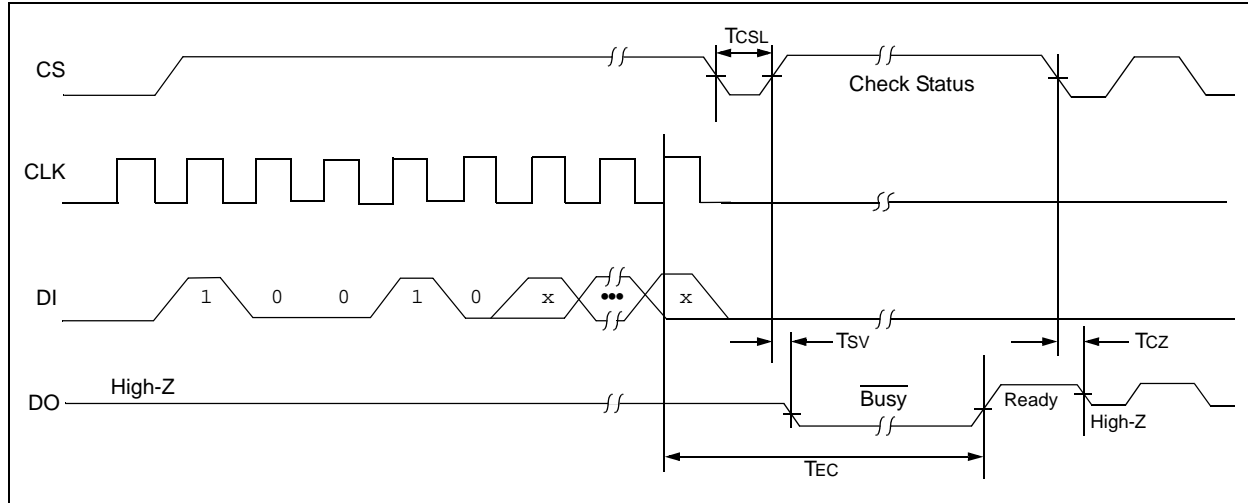 TCSL
CS
Check Status
CLK
DI
1 0 0 1 0 x ••• x
TSV
TCZ
High-Z
DO
Busy
Ready
High-Z
TEC